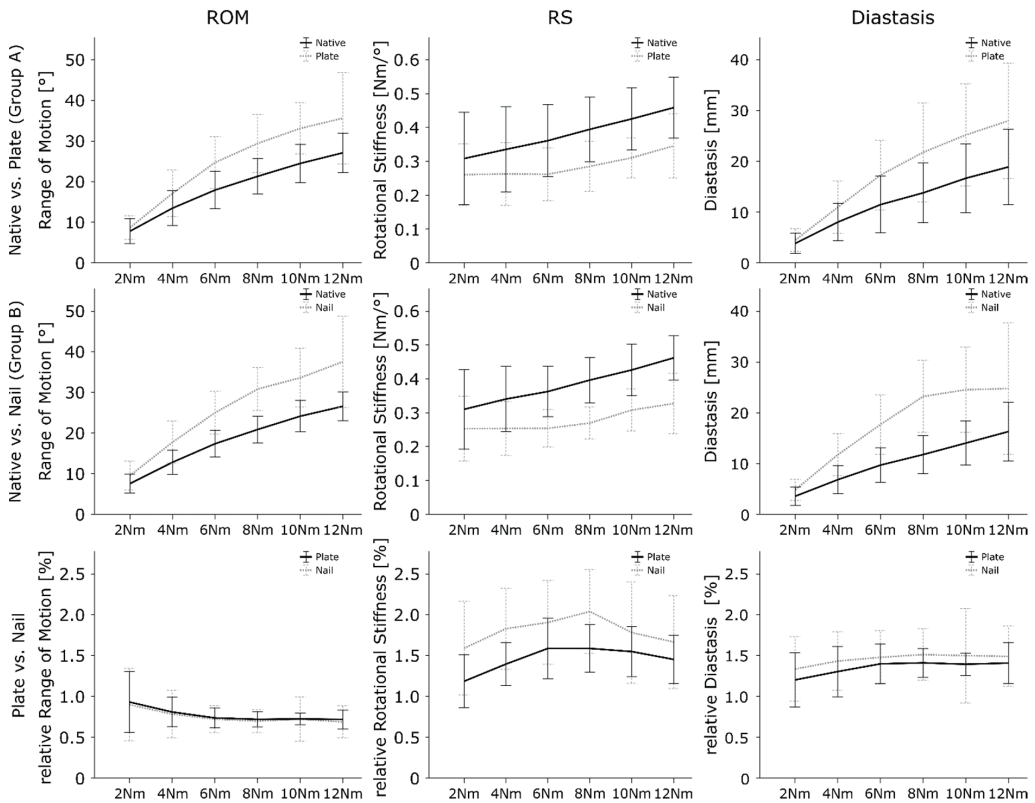 ROM
RS
Diastasis
Native vs. Plate (Group A)
Range of Motion [°]
50
40
30
20
10
0
Native
Plate
2Nm 4Nm 6Nm 8Nm 10Nm 12Nm
Rotational Stiffness [Nm/°]
0.6
0.5
0.4
0.3
0.2
0.1
0
Native
Plate
2Nm 4Nm 6Nm 8Nm 10Nm 12Nm
Diastasis [mm]
40
30
20
10
0
Native
Plate
2Nm 4Nm 6Nm 8Nm 10Nm 12Nm
Native vs. Nail (Group B)
Range of Motion [°]
50
40
30
20
10
0
Native
Nail
2Nm 4Nm 6Nm 8Nm 10Nm 12Nm
Rotational Stiffness [Nm/°]
0.6
0.5
0.4
0.3
0.2
0.1
0
Native
Nail
2Nm 4Nm 6Nm 8Nm 10Nm 12Nm
Diastasis [mm]
40
30
20
10
0
Native
Nail
2Nm 4Nm 6Nm 8Nm 10Nm 12Nm
Plate vs. Nail
relative Range of Motion [%]
2.5
2.0
1.5
1.0
0.5
0
Plate
Nail
2Nm 4Nm 6Nm 8Nm 10Nm 12Nm
relative Rotational Stiffness [%]
2.5
2.0
1.5
1.0
0.5
0
Plate
Nail
2Nm 4Nm 6Nm 8Nm 10Nm 12Nm
relative Diastasis [%]
2.5
2.0
1.5
1.0
0.5
0
Plate
Nail
2Nm 4Nm 6Nm 8Nm 10Nm 12Nm